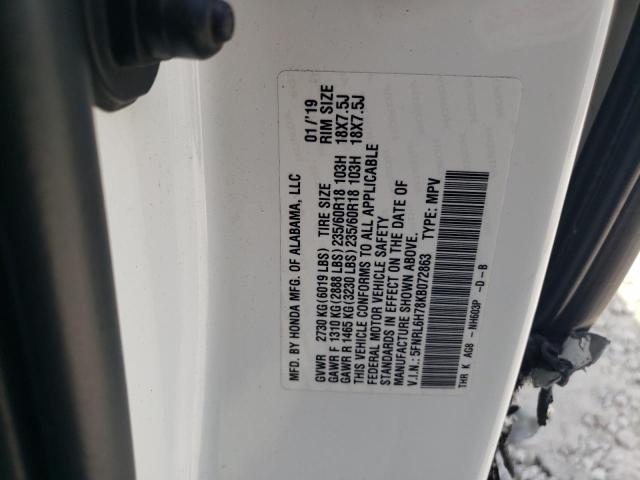 MFD. BY HONDA MFG. OF ALABAMA, LLC 01/'19
GVWR 2730 KG(6019 LBS) TIRE SIZE RIM SIZE
GAWR F 1310 KG(2888 LBS)235/60R18 103H 18X7.5J
GAWR R 1465 KG(3230 LBS)235/60R18 103H 18X7.5J
THIS VEHICLE CONFORMS TO ALL APPLICABLE
FEDERAL MOTOR VEHICLE SAFETY
STANDARDS IN EFFECT ON THE DATE OF
MANUFACTURE SHOWN ABOVE.
V.I.N.: 5FNRL6H78KB072863 TYPE: MPV
THR K AG8 - NH603P -D-B